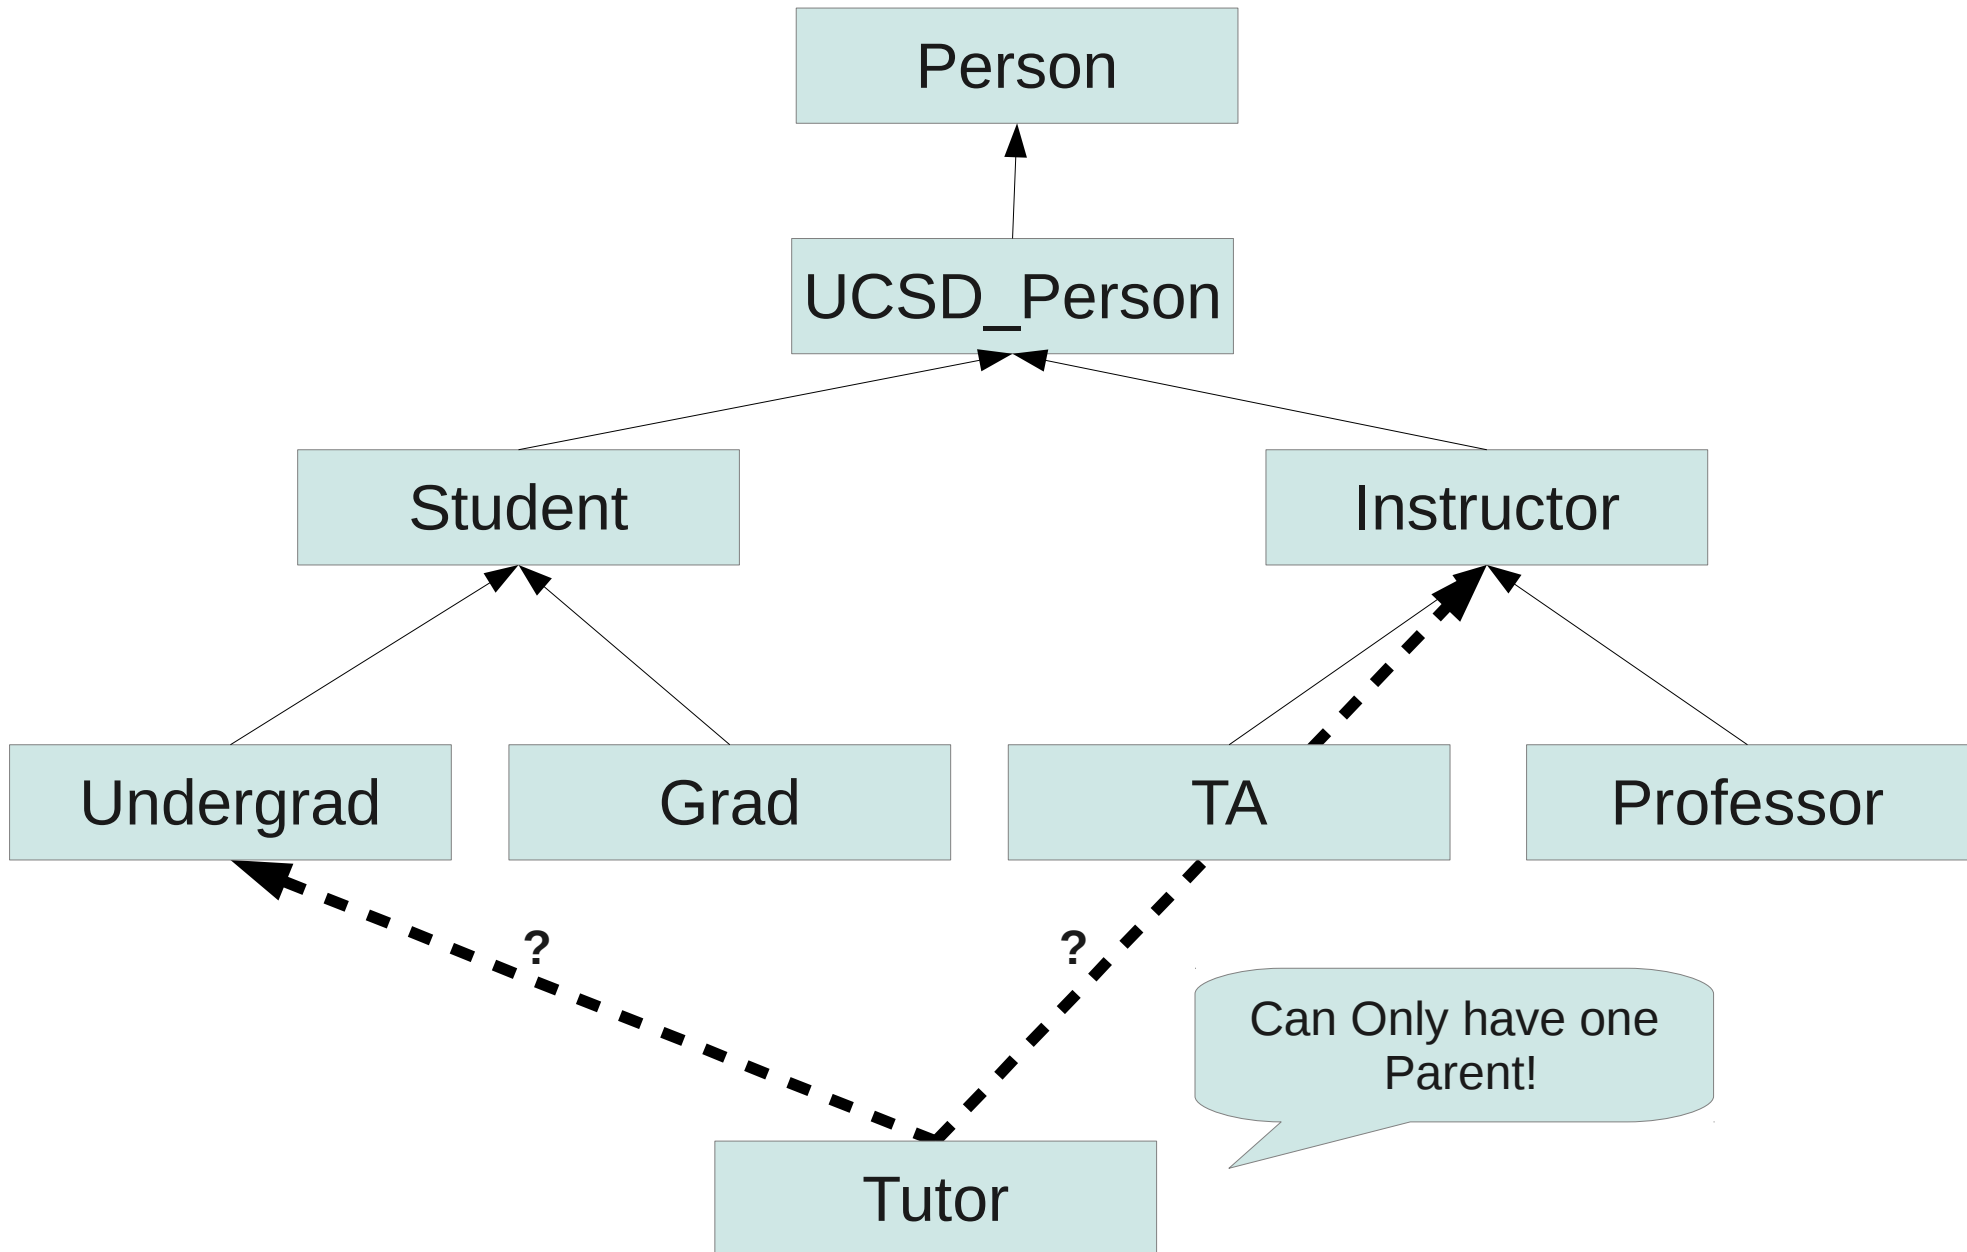 Person
UCSD_Person
Student
Instructor
Undergrad
Grad
TA
Professor
?
?
Can Only have one
Parent!
Tutor